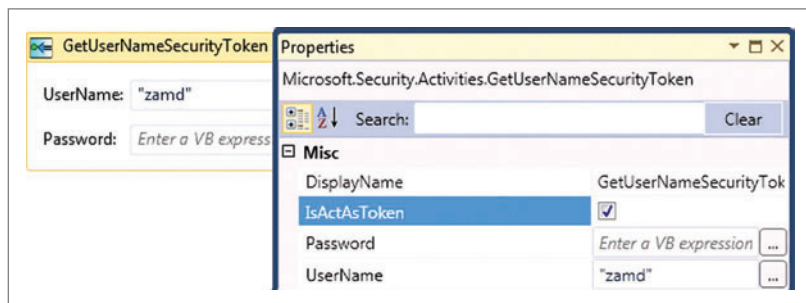 GetUserNameSecurityToken
UserName: "zamd"
Password: Enter a VB express
Properties
Microsoft.Security.Activities.GetUserNameSecurityToken
A Z Search: Clear
Misc
DisplayName GetUserNameSecurityTok
IsActAsToken
Password Enter a VB expression ...
UserName "zamd" ...